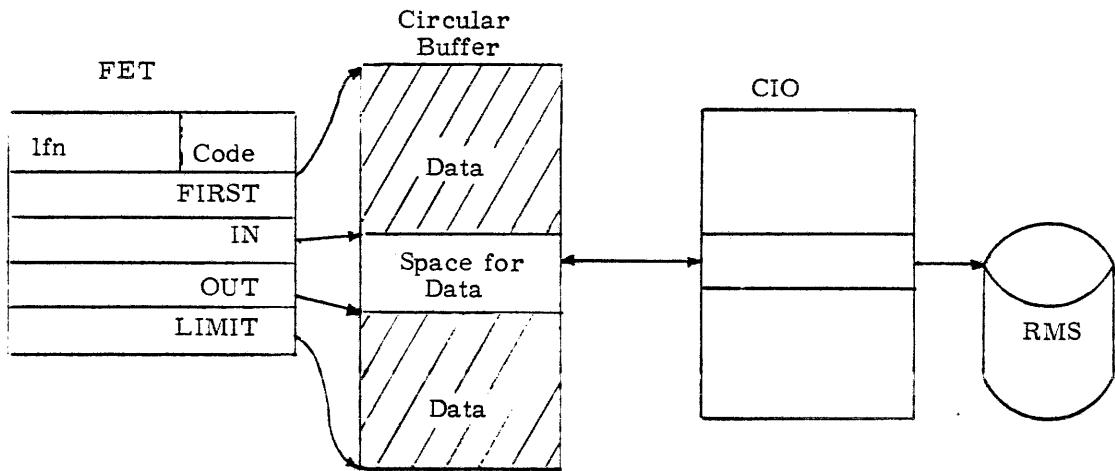 Circular
Buffer
FET
CIO
lfn
Code
FIRST
IN
OUT
LIMIT
Data
Space for
Data
Data
RMS